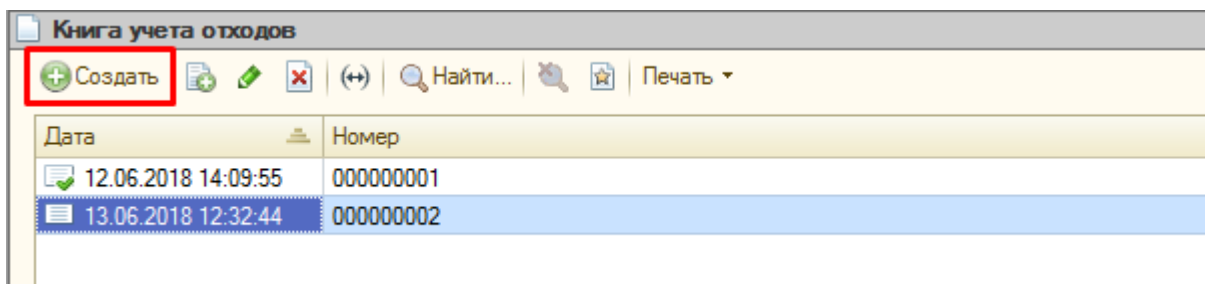 Книга учета отходов
Создать Найти... Печать
Дата Номер
12.06.2018 14:09:55 000000001
13.06.2018 12:32:44 000000002